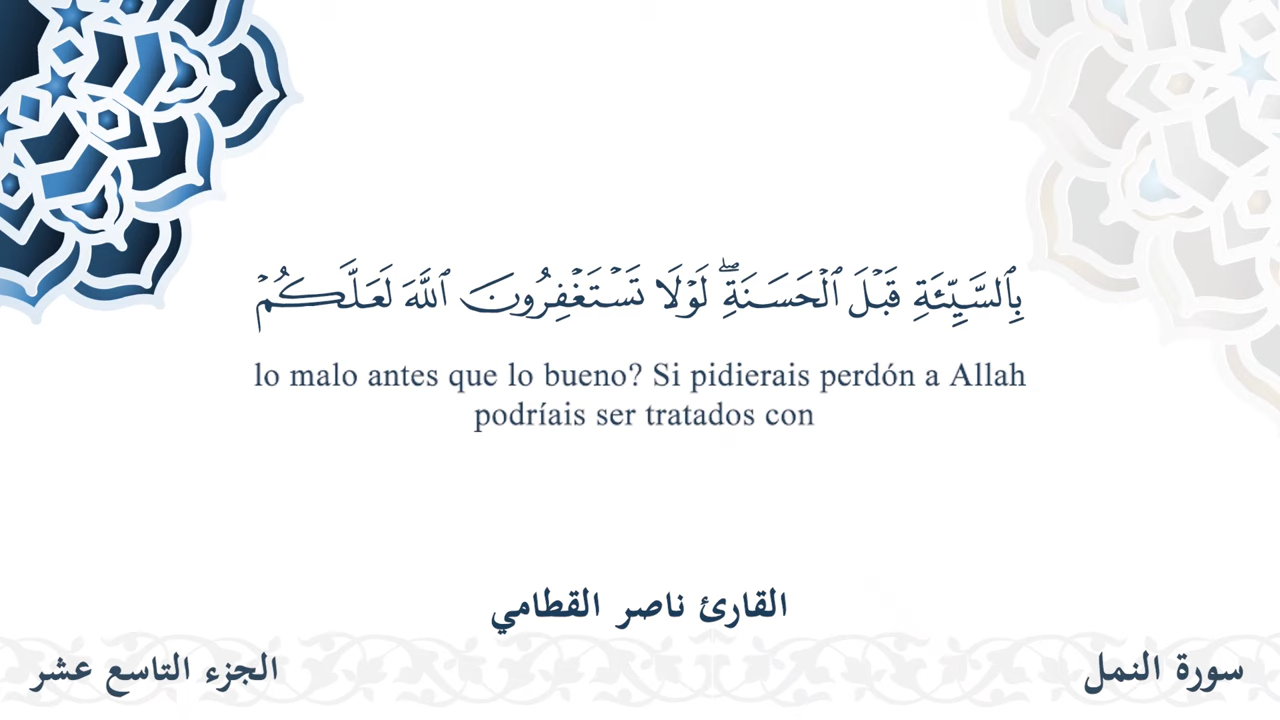 بِٱلسَّيِّئَةِ قَبْلَ ٱلْحَسَنَةِۖ لَوْلَا تَسْتَغْفِرُونَ ٱللَّهَ لَعَلَّكُمْ
lo malo antes que lo bueno? Si pidierais perdón a Allah
podríais ser tratados con
القارئ ناصر القطامي
سورة النمل
الجزء التاسع عشر